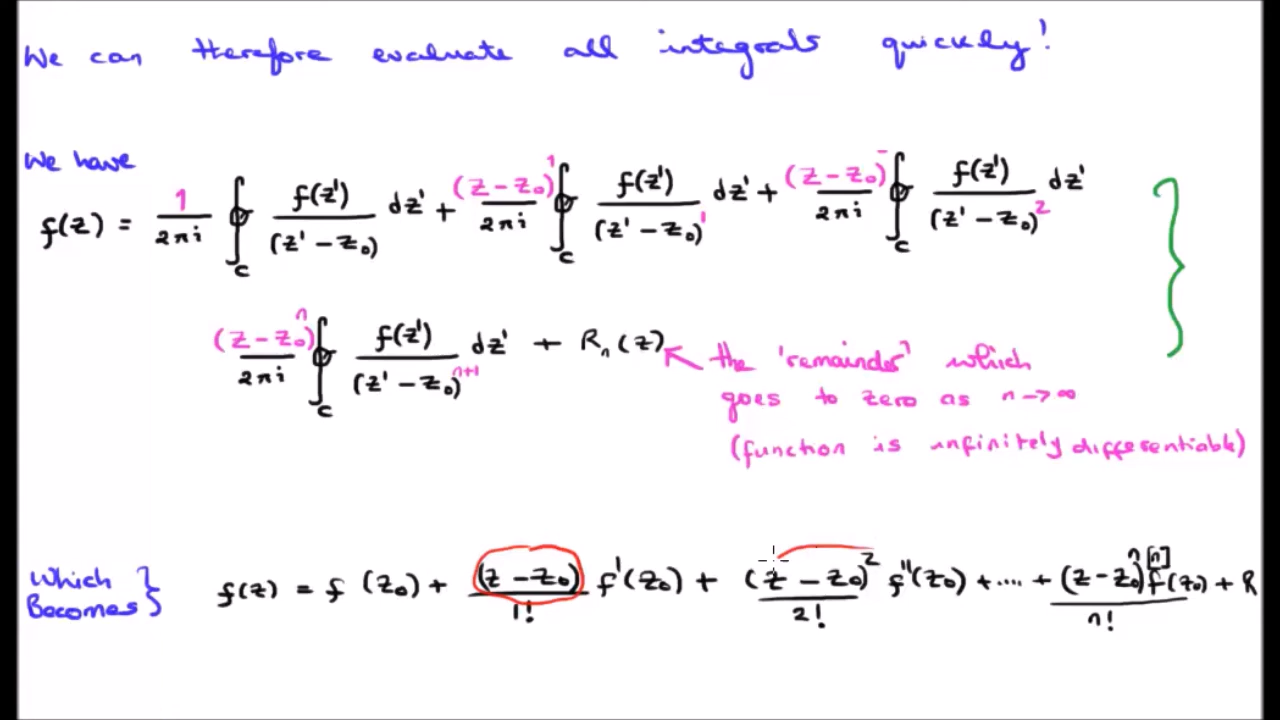 We can therefore evaluate all integrals quickly!
We have
f(z) = 1/2πi ∮_C f(z')/(z' - z₀) dz' + (z - z₀)¹/2πi ∮_C f(z')/(z' - z₀)¹ dz' + (z - z₀)⁻/2πi ∮_C f(z')/(z' - z₀)² dz'
(z - z₀)ⁿ/2πi ∮_C f(z')/(z' - z₀)ⁿ⁺¹ dz' + Rₙ(z)
the 'remainder' which
goes to zero as n → ∞
(function is infinitely differentiable)
Which
Becomes
f(z) = f (z₀) + (z - z₀)/1! f'(z₀) + (z - z₀)²/2! f''(z₀) + .... + (z - z₀)ⁿ/n! f^[n](z₀) + R